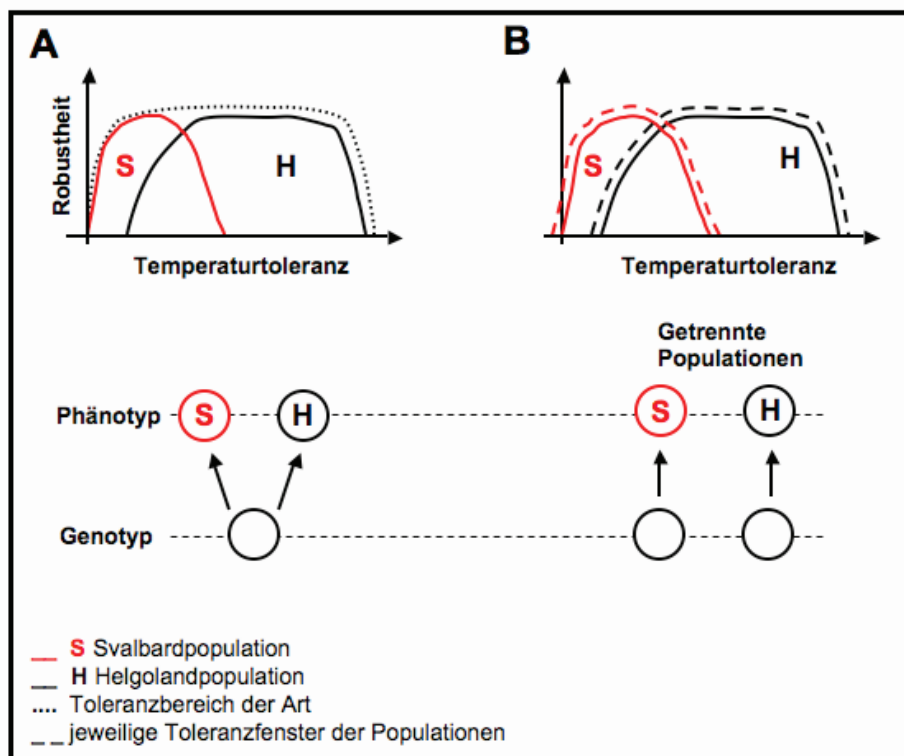 A
B
Robustheit
S
H
S
H
Temperaturtoleranz
Temperaturtoleranz
Getrennte
Populationen
Phänotyp
S
H
S
H
Genotyp
S Svalbardpopulation
H Helgolandpopulation
.... Toleranzbereich der Art
_ _ jeweilige Toleranzfenster der Populationen